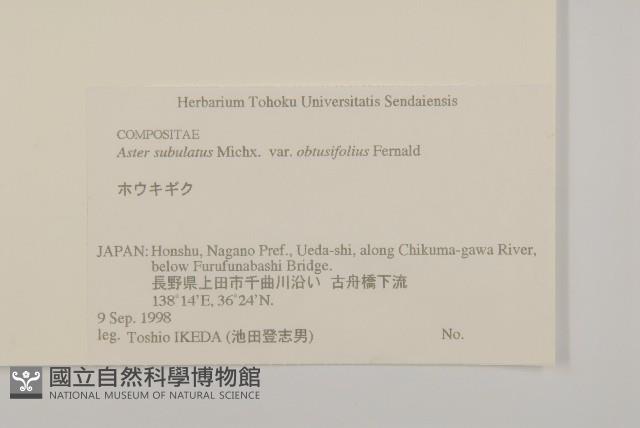 Herbarium Tohoku Universitatis Sendaiensis
COMPOSITAE
Aster subulatus Michx. var. obtusifolius Fernald
ホウキギク
JAPAN: Honshu, Nagano Pref., Ueda-shi, along Chikuma-gawa River,
below Furufunabashi Bridge.
長野県上田市千曲川沿い 古舟橋下流
138°14'E, 36°24'N.
9 Sep. 1998
leg. Toshio IKEDA (池田登志男) No.
國立自然科學博物館
NATIONAL MUSEUM OF NATURAL SCIENCE